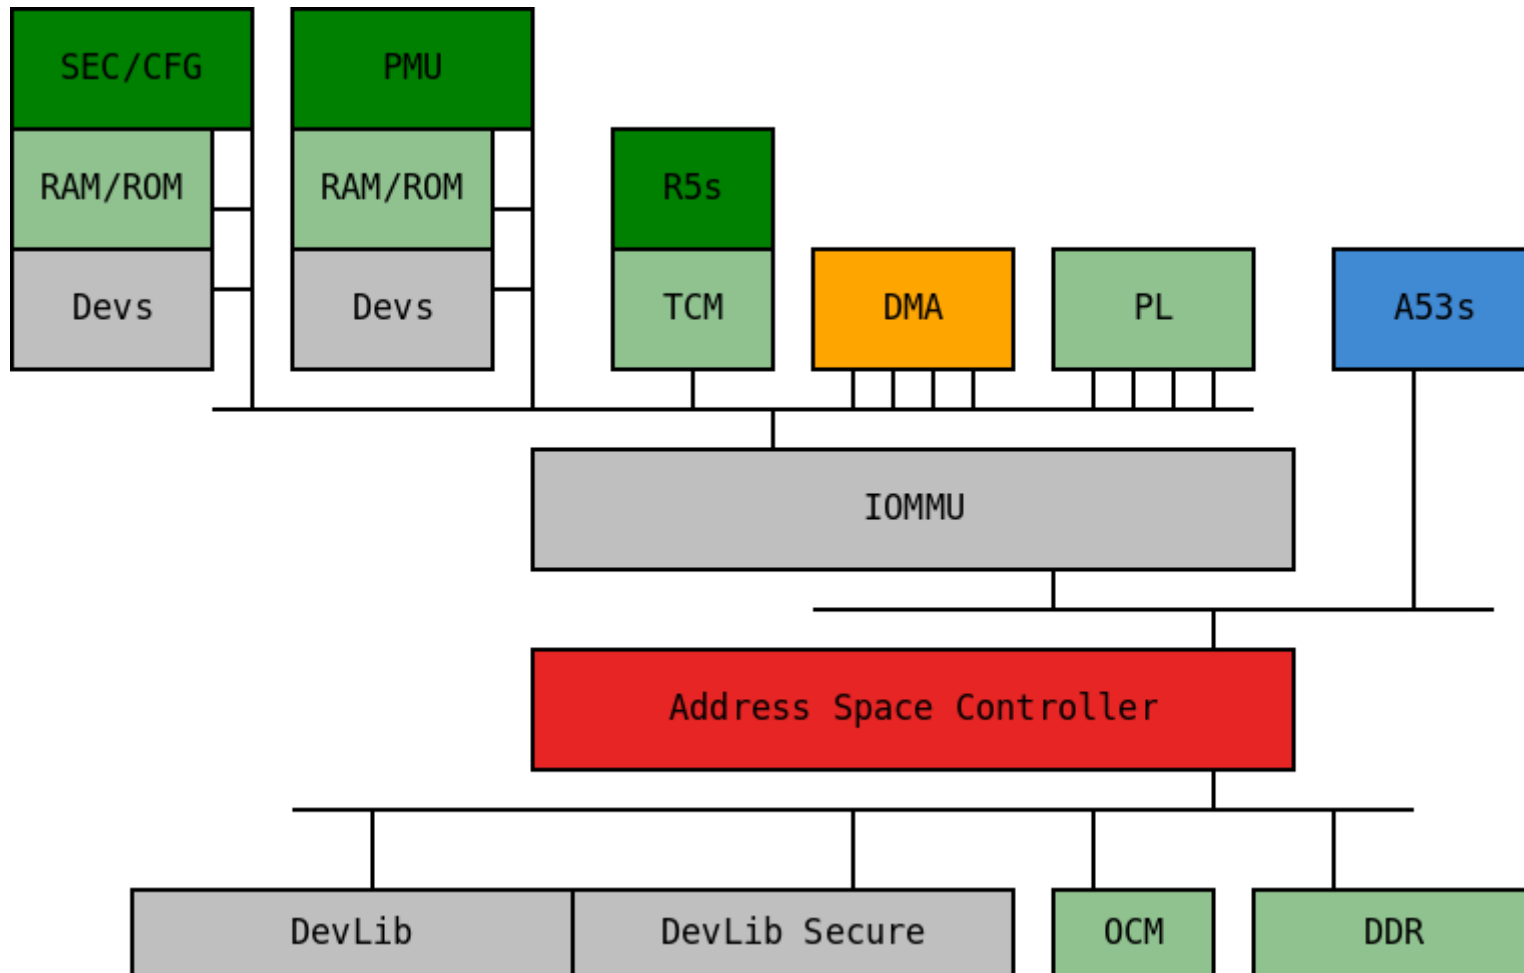 SEC/CFG
PMU
RAM/ROM
RAM/ROM
R5s
Devs
Devs
TCM
DMA
PL
A53s
IOMMU
Address Space Controller
DevLib
DevLib Secure
OCM
DDR